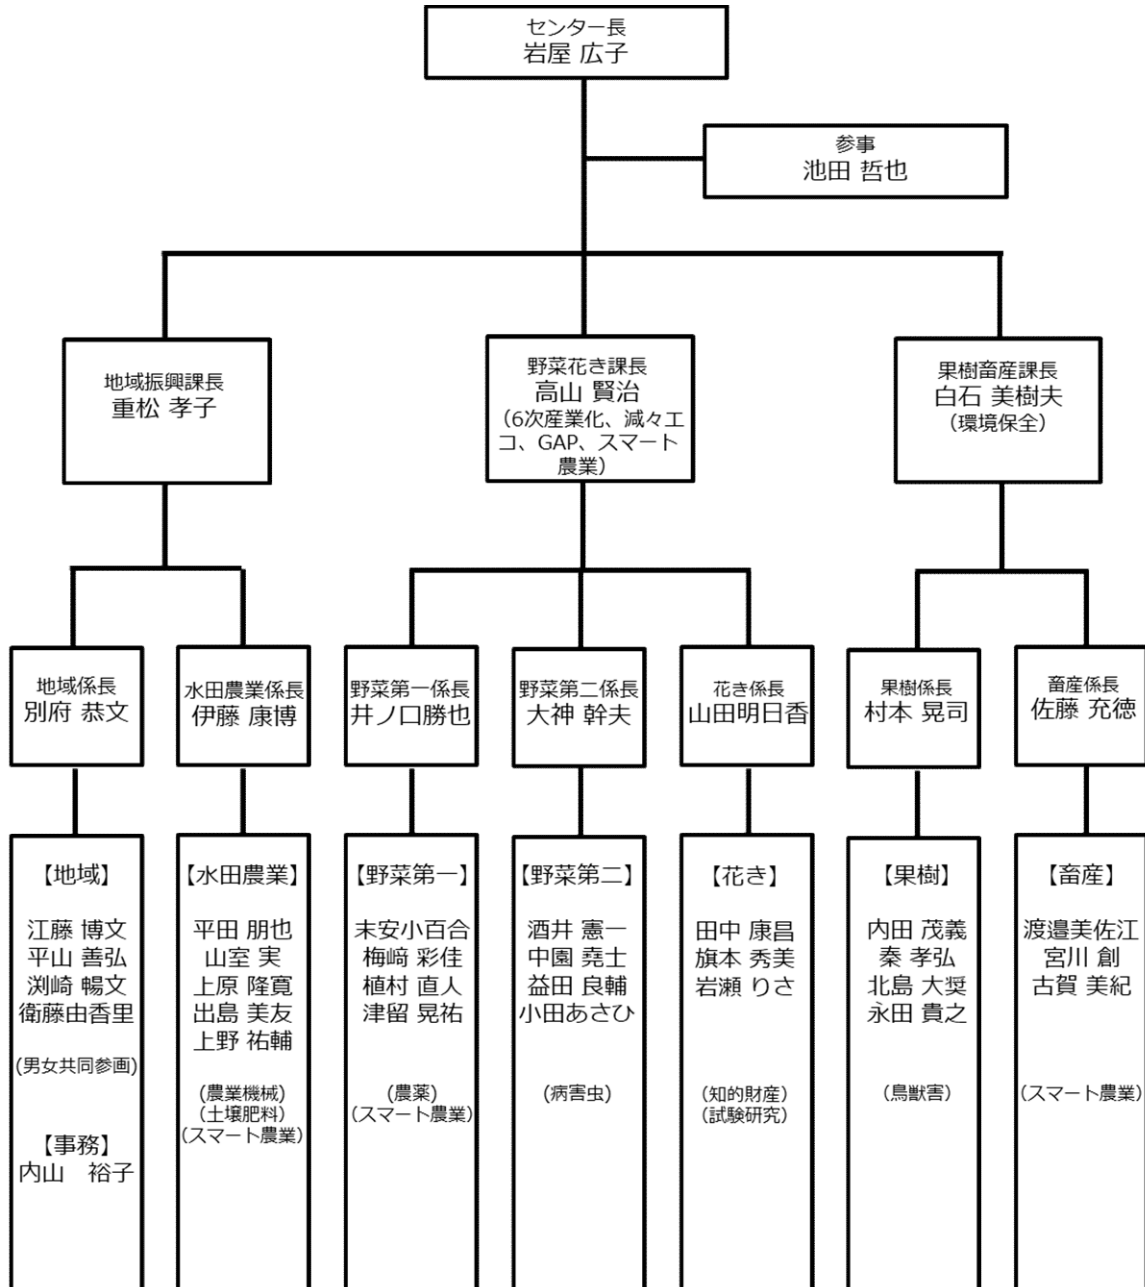 センター長
岩屋 広子
参事
池田 哲也
地域振興課長
重松 孝子
野菜花き課長
高山 賢治
（6次産業化、減々エ
コ、GAP、スマート
農業）
果樹畜産課長
白石 美樹夫
（環境保全）
地域係長
別府 恭文
水田農業係長
伊藤 康博
野菜第一係長
井ノ口勝也
野菜第二係長
大神 幹夫
花き係長
山田明日香
果樹係長
村本 晃司
畜産係長
佐藤 充徳
【地域】
江藤 博文
平山 善弘
渕崎 暢文
衛藤由香里
(男女共同参画)
【事務】
内山　裕子
【水田農業】
平田 朋也
山室 実
上原 隆寛
出島 美友
上野 祐輔
(農業機械)
(土壌肥料)
(スマート農業)
【野菜第一】
末安小百合
梅﨑 彩佳
植村 直人
津留 晃祐
(農薬)
(スマート農業)
【野菜第二】
酒井 憲一
中園 堯士
益田 良輔
小田あさひ
(病害虫)
【花き】
田中 康昌
旗本 秀美
岩瀬 りさ
(知的財産)
(試験研究)
【果樹】
内田 茂義
秦 孝弘
北島 大奨
永田 貴之
(鳥獣害)
【畜産】
渡邉美佐江
宮川 創
古賀 美紀
(スマート農業)